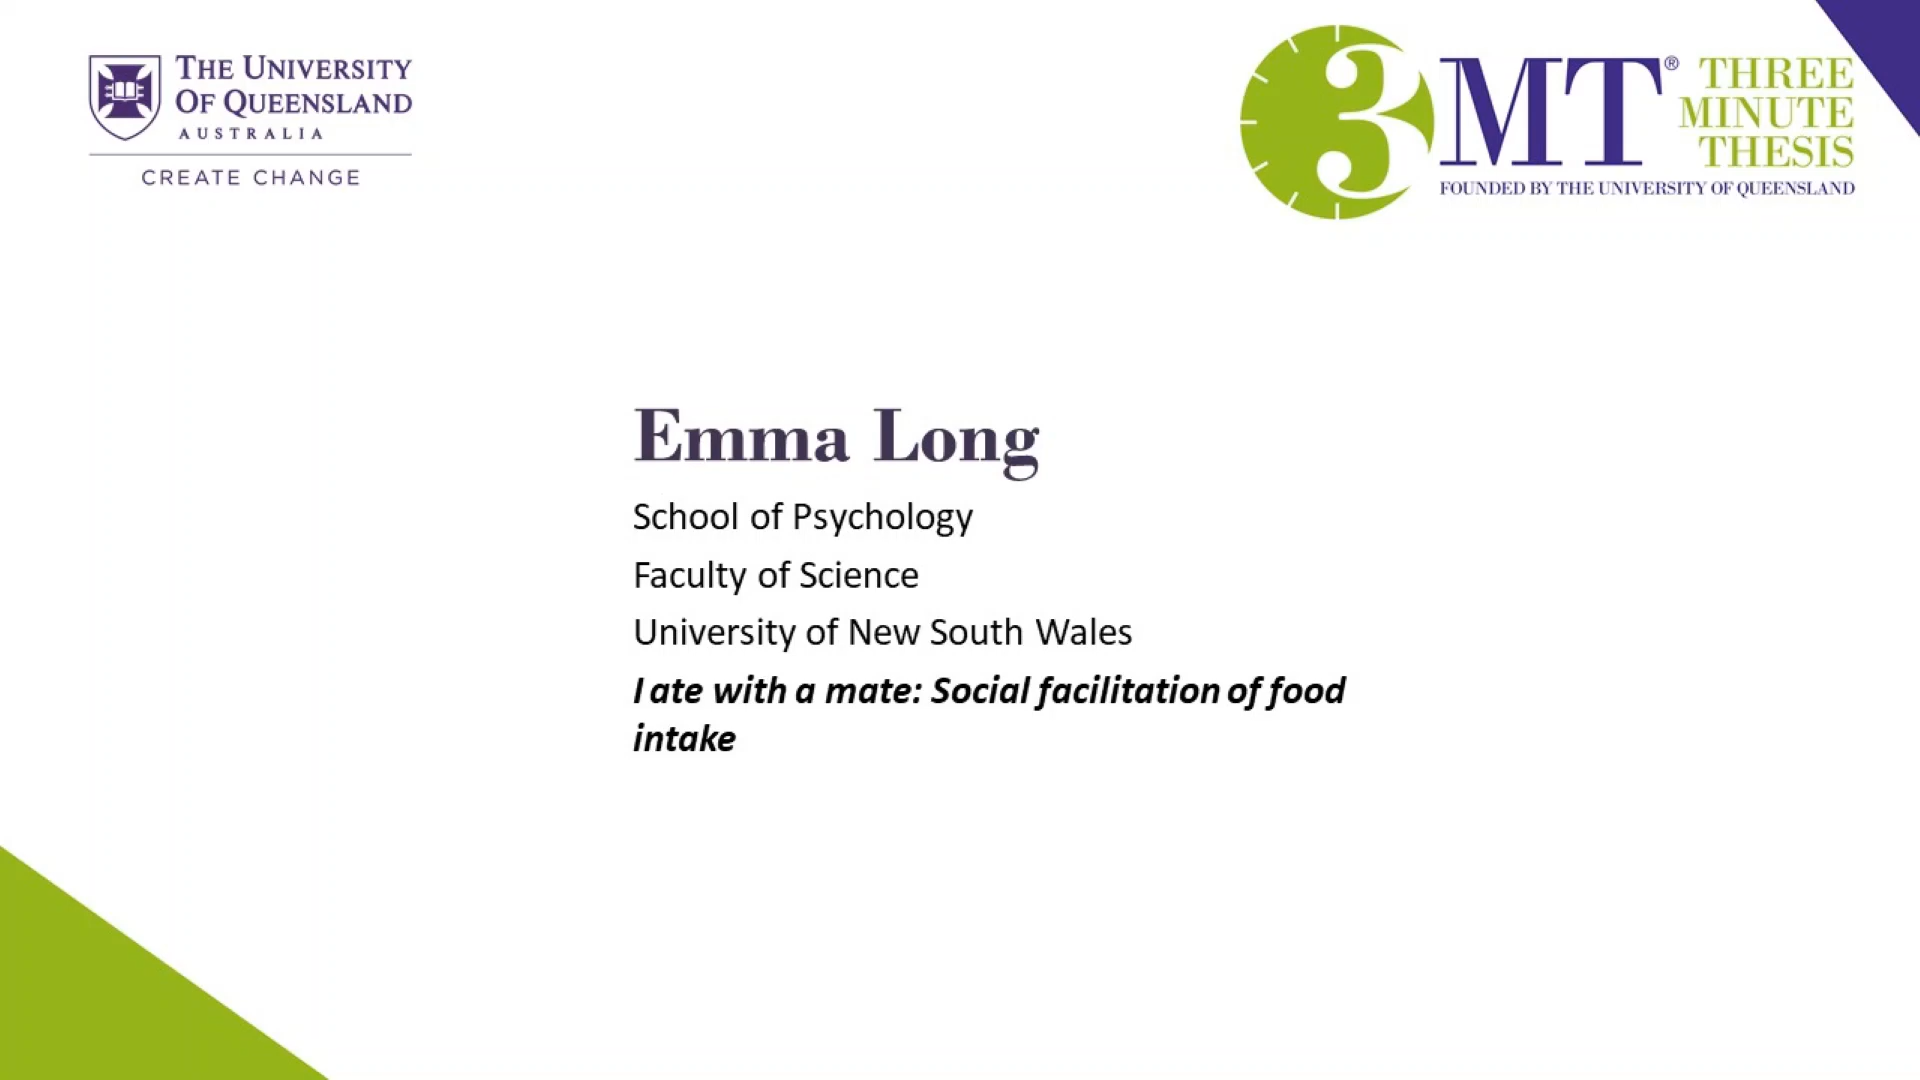 THE UNIVERSITY
OF QUEENSLAND
AUSTRALIA
CREATE CHANGE
3MT® THREE
MINUTE
THESIS
FOUNDED BY THE UNIVERSITY OF QUEENSLAND
Emma Long
School of Psychology
Faculty of Science
University of New South Wales
I ate with a mate: Social facilitation of food
intake